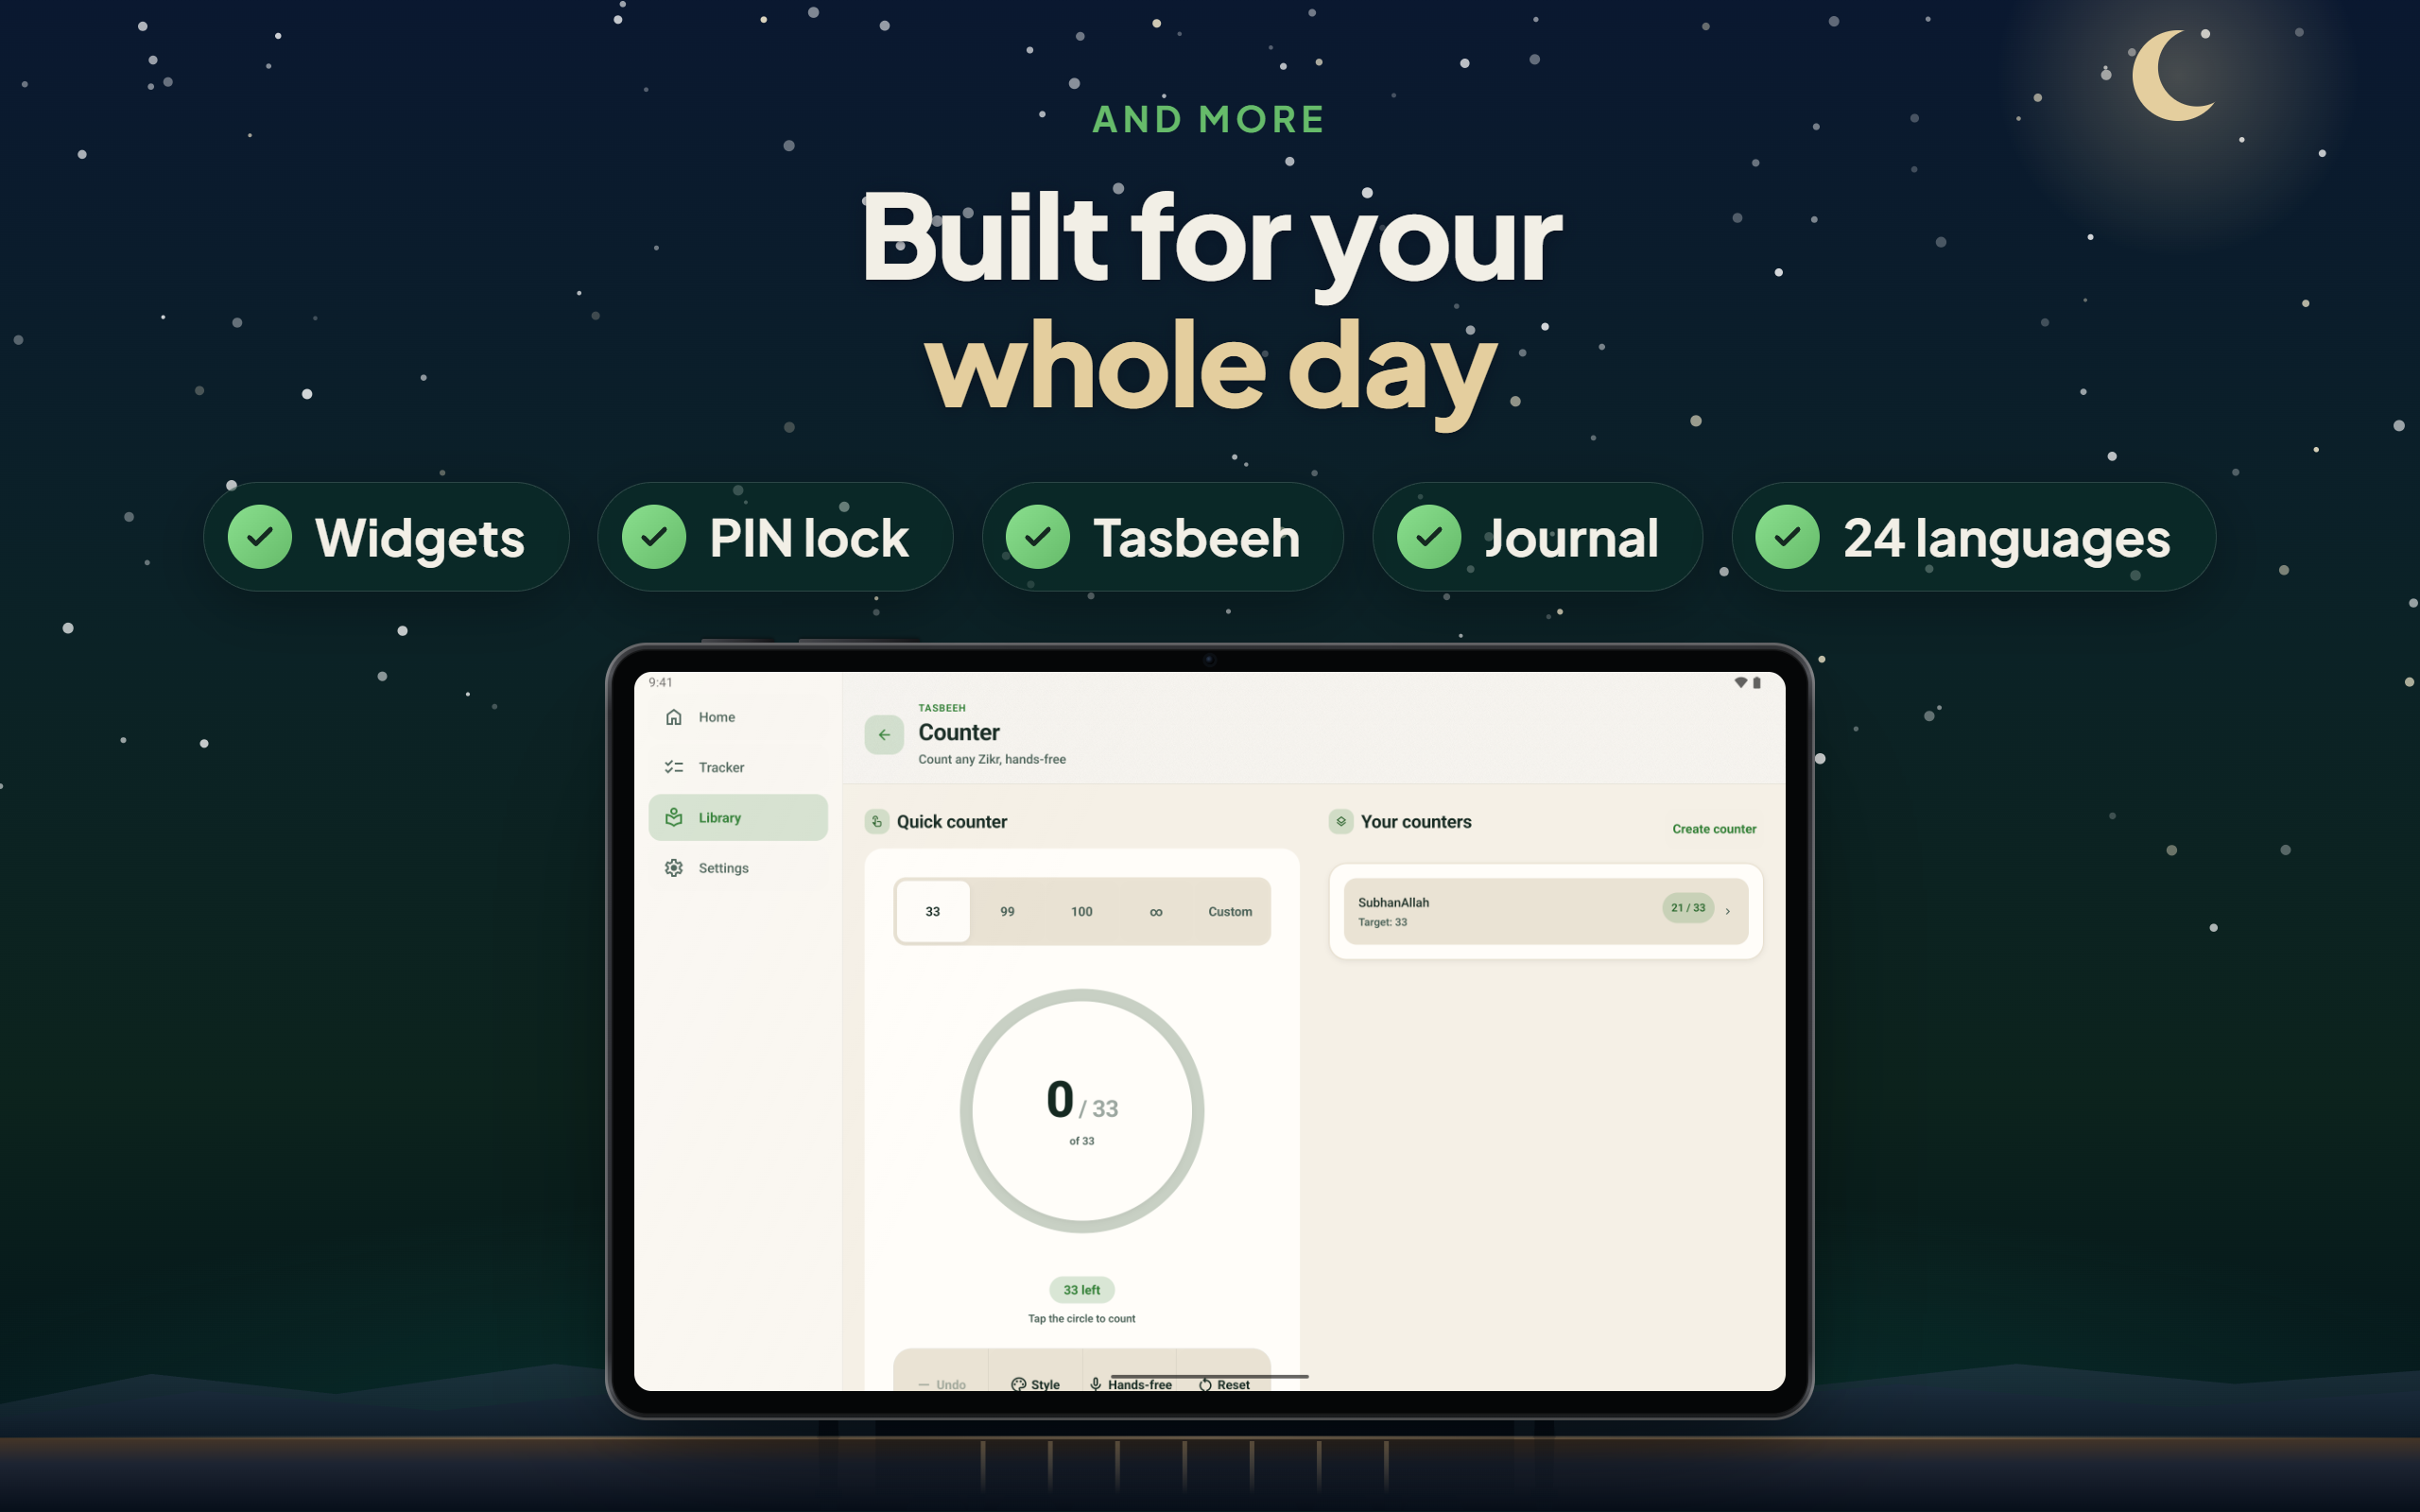 AND MORE
Built for your
whole day
Widgets
PIN lock
Tasbeeh
Journal
24 languages
9:41
Home
Tracker
Library
Settings
TASBEEH
Counter
Count any Zikr, hands-free
Quick counter
33
99
100
∞
Custom
0 / 33
of 33
33 left
Tap the circle to count
Undo
Style
Hands-free
Reset
Your counters
Create counter
SubhanAllah
Target: 33
21 / 33